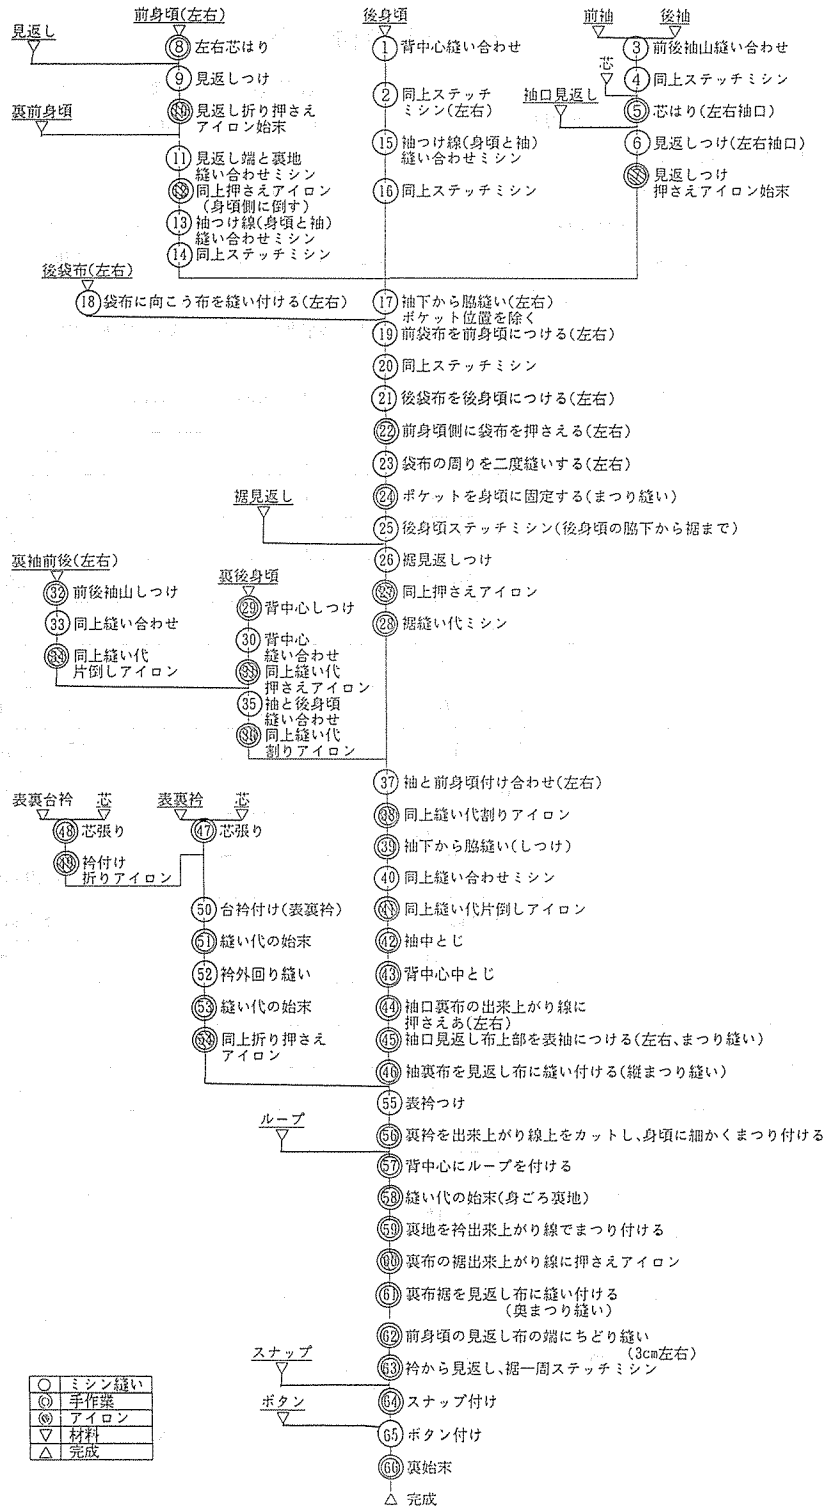 前身頃(左右)
見返し
⑧ 左右芯はり
⑨ 見返しつけ
⑩ 見返し折り押さえ
アイロン始末
裏前身頃
⑪ 見返し端と裏地
縫い合わせミシン
⑫ 同上押さえアイロン
(身頃側に倒す)
⑬ 袖つけ線(身頃と袖)
縫い合わせミシン
⑭ 同上ステッチミシン
後身頃
① 背中心縫い合わせ
② 同上ステッチ
ミシン(左右)
⑮ 袖つけ線(身頃と袖)
縫い合わせミシン
⑯ 同上ステッチミシン
前袖 後袖
③ 前後袖山縫い合わせ
芯
④ 同上ステッチミシン
袖口見返し
⑤ 芯はり(左右袖口)
⑥ 見返しつけ(左右袖口)
見返しつけ
押さえアイロン始末
後袋布(左右)
⑱ 袋布に向こう布を縫い付ける(左右)
⑰ 袖下から脇縫い(左右)
ポケット位置を除く
⑲ 前袋布を前身頃につける(左右)
⑳ 同上ステッチミシン
㉑ 後袋布を後身頃につける(左右)
㉒ 前身頃側に袋布を押さえる(左右)
㉓ 袋布の周りを二度縫いする(左右)
㉔ ポケットを身頃に固定する(まつり縫い)
裾見返し
㉕ 後身頃ステッチミシン(後身頃の脇下から裾まで)
㉖ 裾見返しつけ
㉗ 同上押さえアイロン
㉘ 裾縫い代ミシン
裏袖前後(左右)
㉜ 前後袖山しつけ
㉝ 同上縫い合わせ
㉞ 同上縫い代
片倒しアイロン
裏後身頃
㉙ 背中心しつけ
㉚ 背中心
縫い合わせ
㉛ 同上縫い代
押さえアイロン
㉟ 袖と後身頃
縫い合わせ
㊱ 同上縫い代
割りアイロン
㊲ 袖と前身頃付け合わせ(左右)
㊳ 同上縫い代割りアイロン
㊴ 袖下から脇縫い(しつけ)
㊵ 同上縫い合わせミシン
㊶ 同上縫い代片倒しアイロン
㊷ 袖中とじ
㊸ 背中心中とじ
㊹ 袖口裏布の出来上がり線に
押さえあ(左右)
㊺ 袖口見返し布上部を表袖につける(左右、まつり縫い)
㊻ 袖裏布を見返し布に縫い付ける(縦まつり縫い)
表裏台衿 芯
㊽ 芯張り
㊾ 衿付け
折りアイロン
表裏衿 芯
㊼ 芯張り
㊿ 台衿付け(表裏衿)
51 縫い代の始末
52 衿外回り縫い
53 縫い代の始末
54 同上折り押さえ
アイロン
55 表衿つけ
ループ
56 裏衿を出来上がり線上をカットし、身頃に細かくまつり付ける
57 背中心にループを付ける
58 縫い代の始末(身ごろ裏地)
59 裏地を衿出来上がり線でまつり付ける
60 裏布の裾出来上がり線に押さえアイロン
61 裏布裾を見返し布に縫い付ける
(奥まつり縫い)
62 前身頃の見返し布の端にちどり縫い
(3cm左右)
スナップ
63 衿から見返し、裾一周ステッチミシン
64 スナップ付け
ボタン
65 ボタン付け
66 裏始末
△ 完成
○ ミシン縫い
◎ 手作業
アイロン
▽ 材料
△ 完成